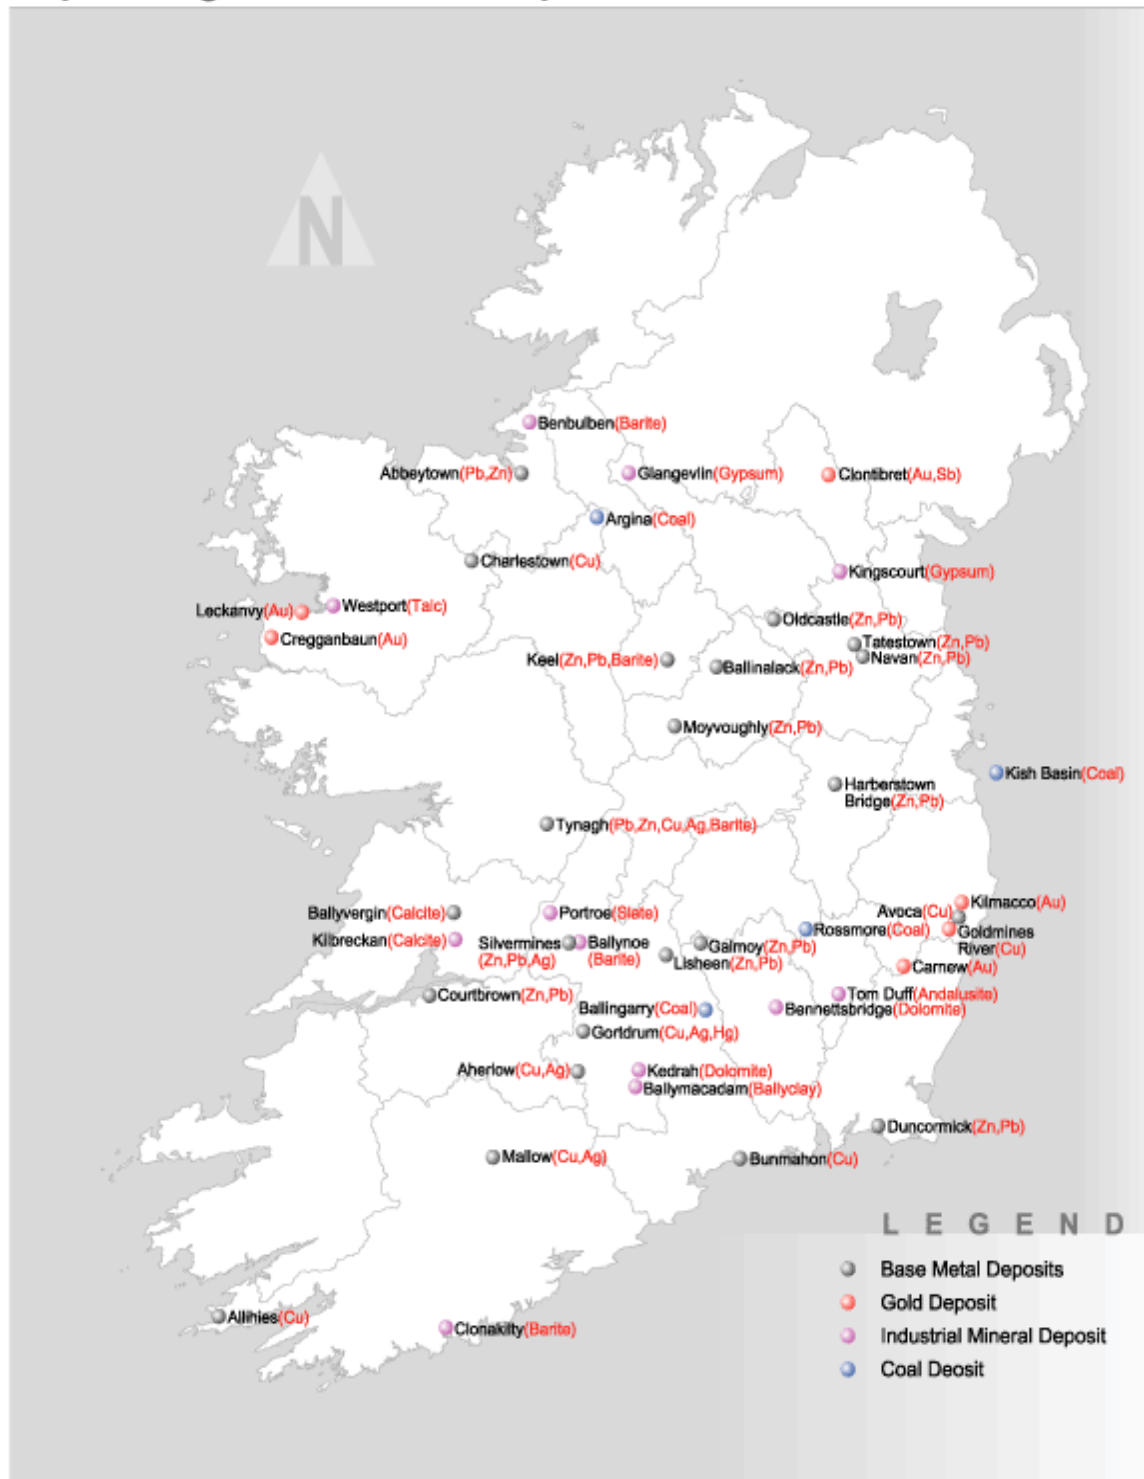 N
Benbulben(Barite)
Abbeytown(Pb,Zn)
Glangevlin(Gypsum)
Clontibret(Au,Sb)
Argina(Coal)
Charlestown(Cu)
Kingscourt(Gypsum)
Leckanvy(Au)
Westport(Talc)
Oldcastle(Zn,Pb)
Cregganbaun(Au)
Tatestown(Zn,Pb)
Keel(Zn,Pb,Barite)
Ballinalack(Zn,Pb)
Navan(Zn,Pb)
Moyvoughly(Zn,Pb)
Kish Basin(Coal)
Harberstown
Bridge(Zn,Pb)
Tynagh(Pb,Zn,Cu,Ag,Barite)
Kilmacco(Au)
Ballyvergin(Calcite)
Portroe(Slate)
Avoca(Cu)
Rossmore(Coal)
Goldmines
River(Cu)
Kilbreckan(Calcite)
Silvermines
(Zn,Pb,Ag)
Ballynoe
(Barite)
Galmoy(Zn,Pb)
Lisheen(Zn,Pb)
Carnew(Au)
Courtbrown(Zn,Pb)
Tom Duff(Andalusite)
Ballingarry(Coal)
Bennettsbridge(Dolomite)
Gortdrum(Cu,Ag,Hg)
Aherlow(Cu,Ag)
Kedrah(Dolomite)
Ballymacadam(Ballyclay)
Duncormick(Zn,Pb)
Mallow(Cu,Ag)
Bunmahon(Cu)
Allihies(Cu)
Clonakilty(Barite)
LEGEND
Base Metal Deposits
Gold Deposit
Industrial Mineral Deposit
Coal Deosit